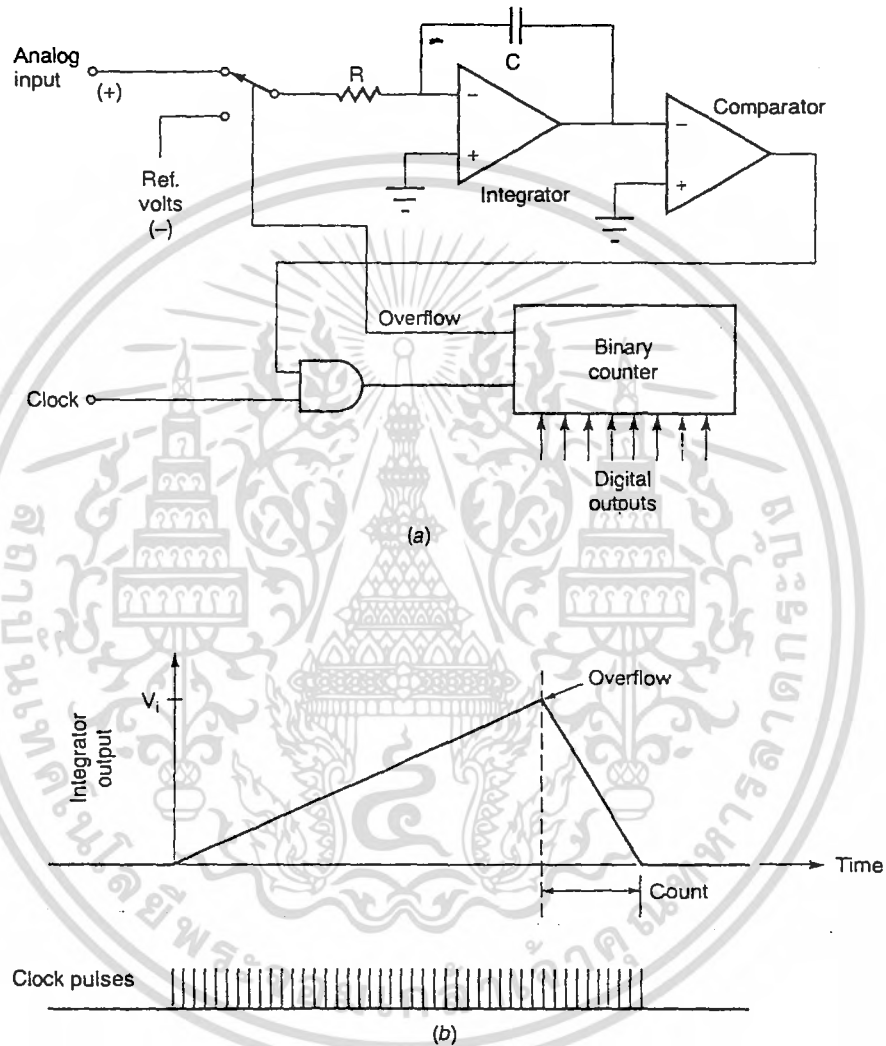 Analog
input
(+)
R
C
−
+
Integrator
Comparator
−
+
Ref.
volts
(−)
Overflow
Binary
counter
Clock
Digital
outputs
(a)
Integrator
output
Vi
Overflow
Time
Count
Clock pulses
(b)